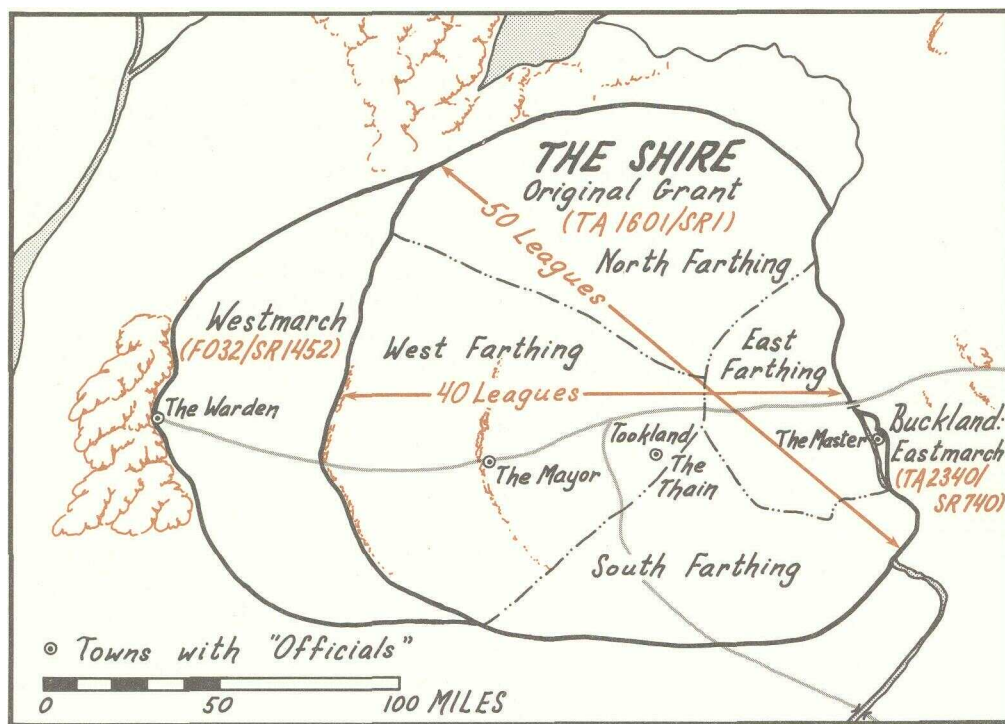 THE SHIRE
Original Grant
(TA 1601/SR1)
50 Leagues
North Farthing
Westmarch
(FO32/SR1452)
West Farthing
East
Farthing
40 Leagues
The Warden
Tookland
The Master
Buckland:
Eastmarch
(TA2340/
SR740)
The Mayor
The
Thain
South Farthing
Towns with "Officials"
0 50 100 MILES